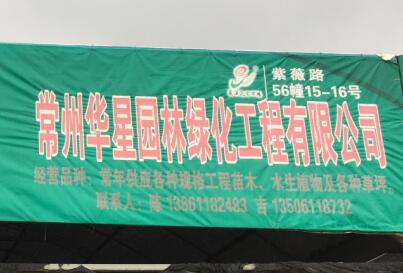 紫薇路
56幢15-16号
常州华星园林绿化工程有限公司
经营品种：常年供应各种规格工程苗木、水生植物及各种草坪。
联系人：陆 13861182483 吉 13506118732